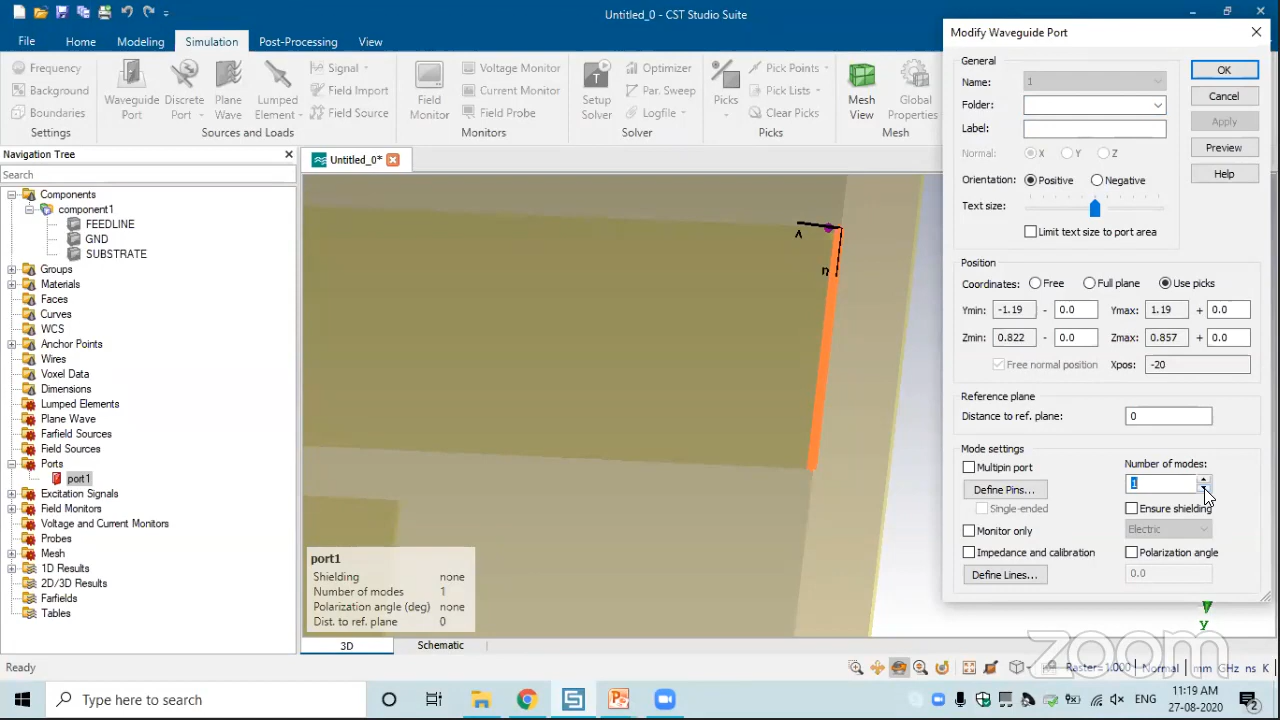 Untitled_0 - CST Studio Suite
File Home Modeling Simulation Post-Processing View
Frequency
Background
Boundaries
Settings
Waveguide Port
Discrete Port
Plane Wave
Lumped Element
Signal
Field Import
Field Source
Sources and Loads
Field Monitor
Voltage Monitor
Current Monitor
Field Probe
Monitors
Setup Solver
Optimizer
Par. Sweep
Logfile
Solver
Picks
Pick Points
Pick Lists
Clear Picks
Picks
Mesh View
Global Properties
Mesh
Navigation Tree
Search
Components
component1
FEEDLINE
GND
SUBSTRATE
Groups
Materials
Faces
Curves
WCS
Anchor Points
Wires
Voxel Data
Dimensions
Lumped Elements
Plane Wave
Farfield Sources
Field Sources
Ports
port1
Excitation Signals
Field Monitors
Voltage and Current Monitors
Probes
Mesh
1D Results
2D/3D Results
Farfields
Tables
Untitled_0*
port1
Shielding none
Number of modes 1
Polarization angle (deg) none
Dist. to ref. plane 0
3D Schematic
Modify Waveguide Port
General
Name: 1
Folder:
Label:
Normal: X Y Z
Orientation: Positive Negative
Text size:
Limit text size to port area
OK
Cancel
Apply
Preview
Help
Position
Coordinates: Free Full plane Use picks
Ymin: -1.19 - 0.0 Ymax: 1.19 + 0.0
Zmin: 0.822 - 0.0 Zmax: 0.857 + 0.0
Free normal position Xpos: -20
Reference plane
Distance to ref. plane: 0
Mode settings
Multipin port
Define Pins...
Single-ended
Monitor only
Impedance and calibration
Define Lines...
Number of modes:
1
Ensure shielding
Electric
Polarization angle
0.0
Y
zoom
Ready
Raster=1.000 Normal mm GHz ns K
Type here to search
ENG
11:19 AM
27-08-2020
2